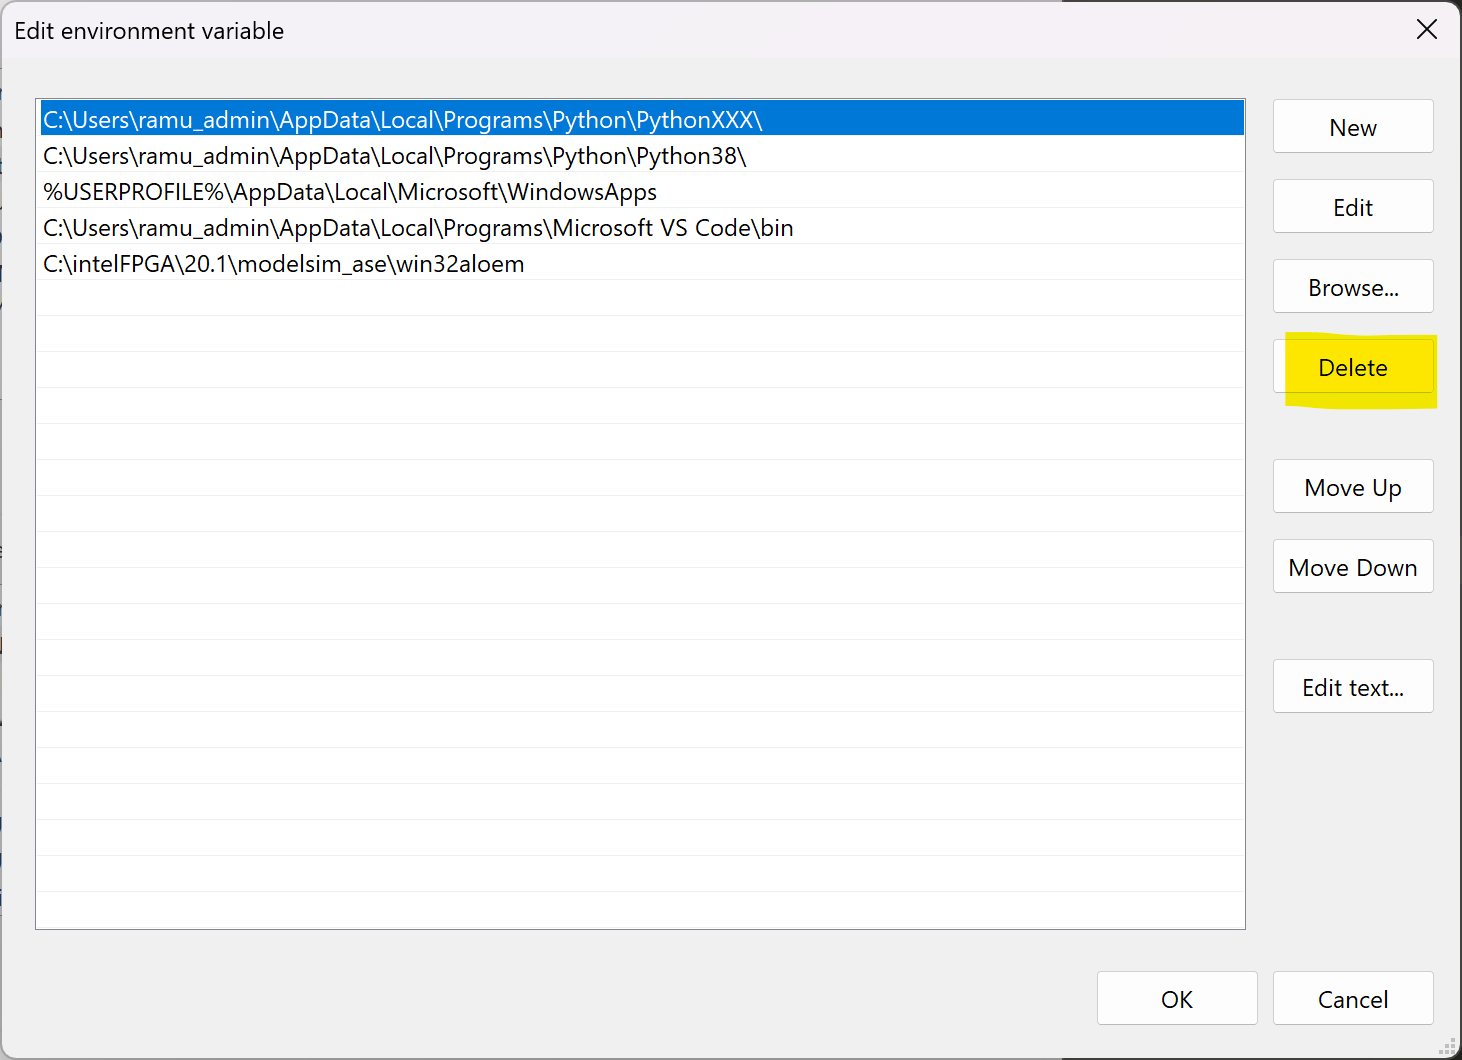 Edit environment variable
C:\Users\ramu_admin\AppData\Local\Programs\Python\PythonXXX\
C:\Users\ramu_admin\AppData\Local\Programs\Python\Python38\
%USERPROFILE%\AppData\Local\Microsoft\WindowsApps
C:\Users\ramu_admin\AppData\Local\Programs\Microsoft VS Code\bin
C:\intelFPGA\20.1\modelsim_ase\win32aloem
New
Edit
Browse...
Delete
Move Up
Move Down
Edit text...
OK
Cancel